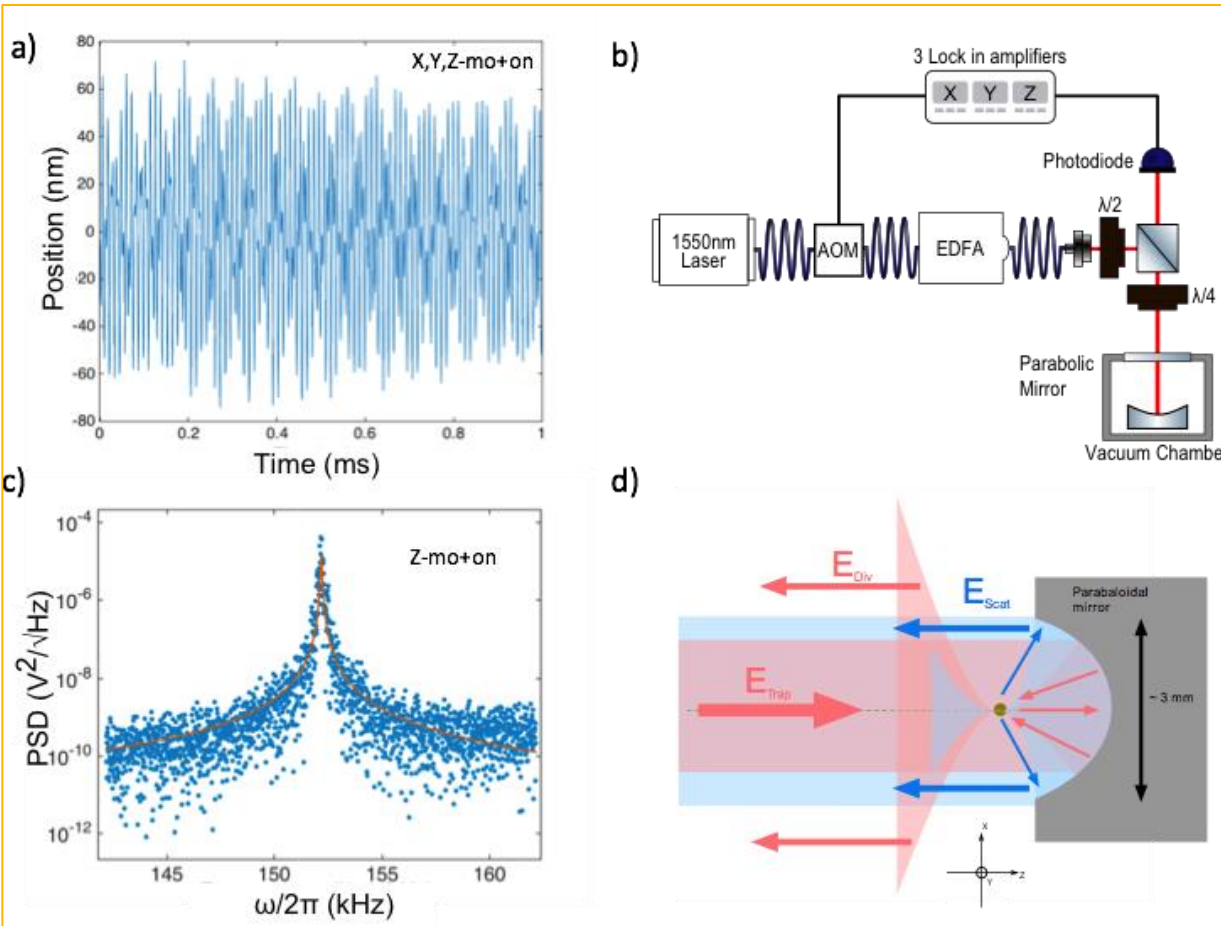 a)
X,Y,Z-mo+on
80
60
40
20
0
-20
-40
-60
-80
Position (nm)
0 0.2 0.4 0.6 0.8 1
Time (ms)
b)
3 Lock in amplifiers
X Y Z
Photodiode
λ/2
1550nm
Laser
AOM
EDFA
λ/4
Parabolic
Mirror
Vacuum Chambe
c)
Z-mo+on
10⁻⁴
10⁻⁶
10⁻⁸
10⁻¹⁰
10⁻¹²
PSD (V²/√Hz)
145 150 155 160
ω/2π (kHz)
d)
E_Div
E_Scat
Parabaloidal
mirror
E_Trap
~ 3 mm
X
Y
Z